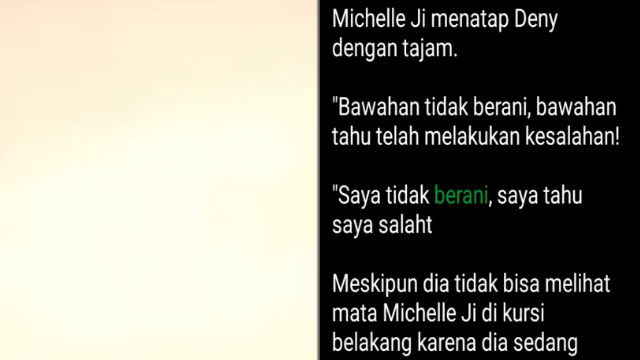 Michelle Ji menatap Deny
dengan tajam.
"Bawahan tidak berani, bawahan
tahu telah melakukan kesalahan!
"Saya tidak berani, saya tahu
saya salaht
Meskipun dia tidak bisa melihat
mata Michelle Ji di kursi
belakang karena dia sedang